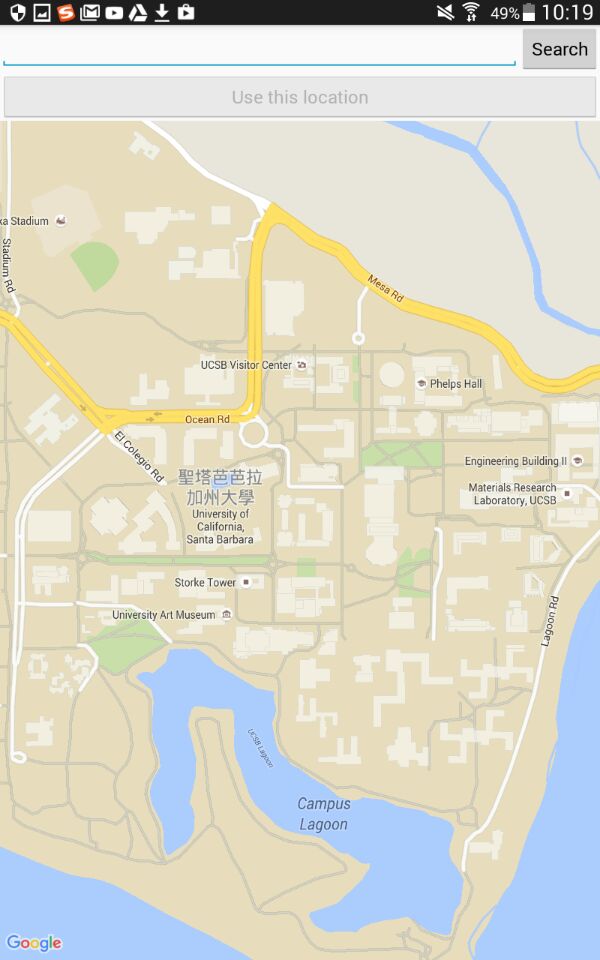 49% 10:19
Search
Use this location
ka Stadium
Stadium Rd
Mesa Rd
UCSB Visitor Center
Phelps Hall
Ocean Rd
El Colegio Rd
Engineering Building II
聖塔芭芭拉
加州大學
University of
California,
Santa Barbara
Materials Research
Laboratory, UCSB
Storke Tower
University Art Museum
Lagoon Rd
UCSB Lagoon
Campus
Lagoon
Google